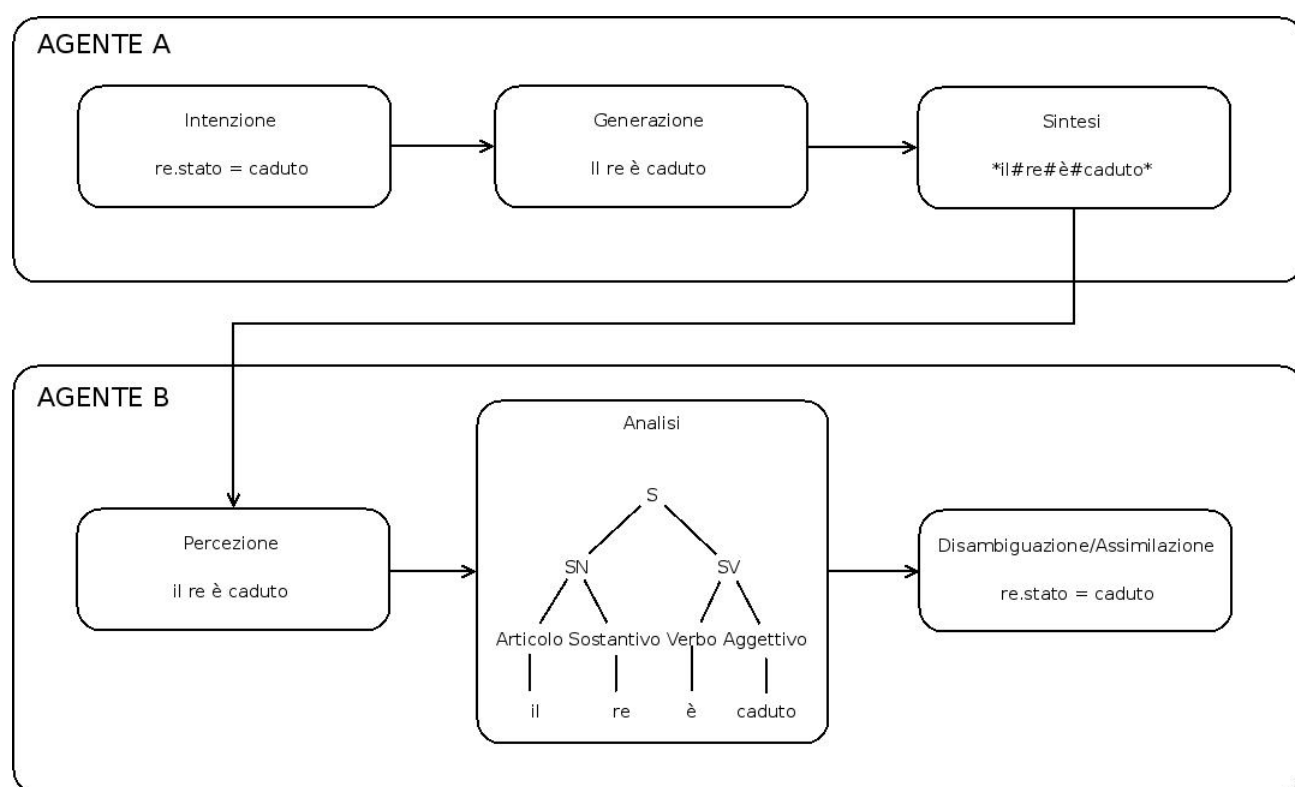 AGENTE A
Intenzione
re.stato = caduto
Generazione
Il re è caduto
Sintesi
*il#re#è#caduto*
AGENTE B
Percezione
il re è caduto
Analisi
S
SN SV
Articolo Sostantivo Verbo Aggettivo
il re è caduto
Disambiguazione/Assimilazione
re.stato = caduto